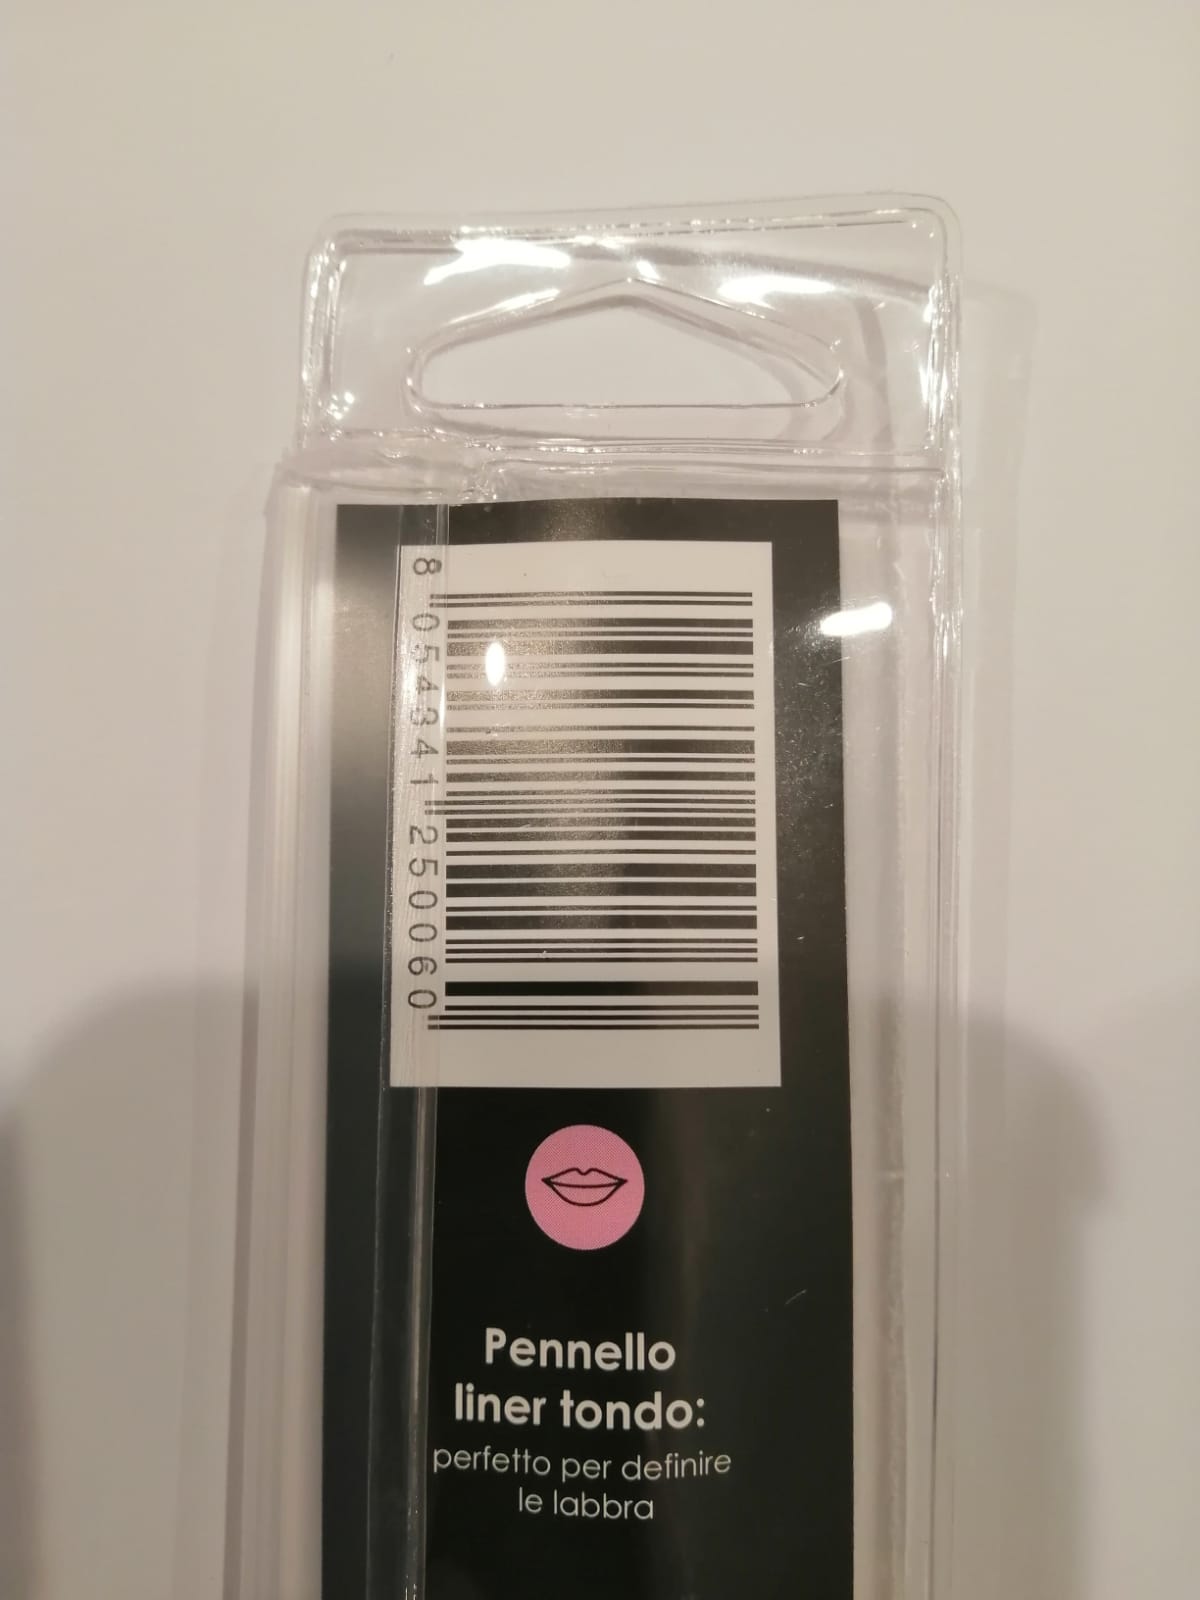 8 054341 250060
Pennello
liner tondo:
perfetto per definire
le labbra